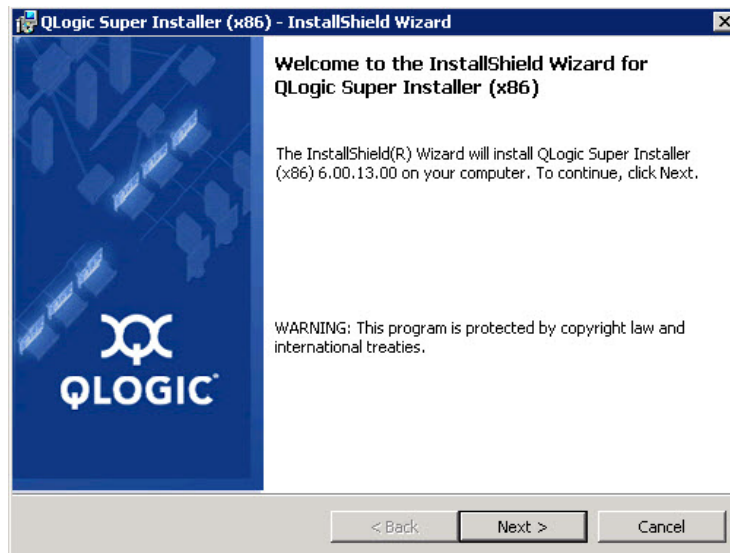 QLogic Super Installer (x86) - InstallShield Wizard
Welcome to the InstallShield Wizard for
QLogic Super Installer (x86)
The InstallShield(R) Wizard will install QLogic Super Installer
(x86) 6.00.13.00 on your computer. To continue, click Next.
WARNING: This program is protected by copyright law and
international treaties.
QLOGIC
< Back
Next >
Cancel